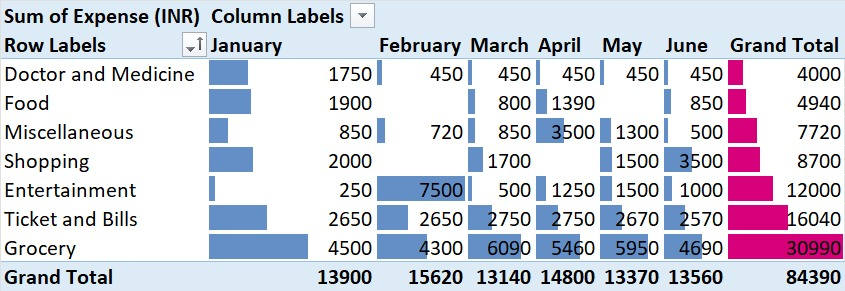 Sum of Expense (INR) Column Labels
Row Labels January February March April May June Grand Total
Doctor and Medicine 1750 450 450 450 450 450 4000
Food 1900 800 1390 850 4940
Miscellaneous 850 720 850 3500 1300 500 7720
Shopping 2000 1700 1500 3500 8700
Entertainment 250 7500 500 1250 1500 1000 12000
Ticket and Bills 2650 2650 2750 2750 2670 2570 16040
Grocery 4500 4300 6090 5460 5950 4690 30990
Grand Total 13900 15620 13140 14800 13370 13560 84390